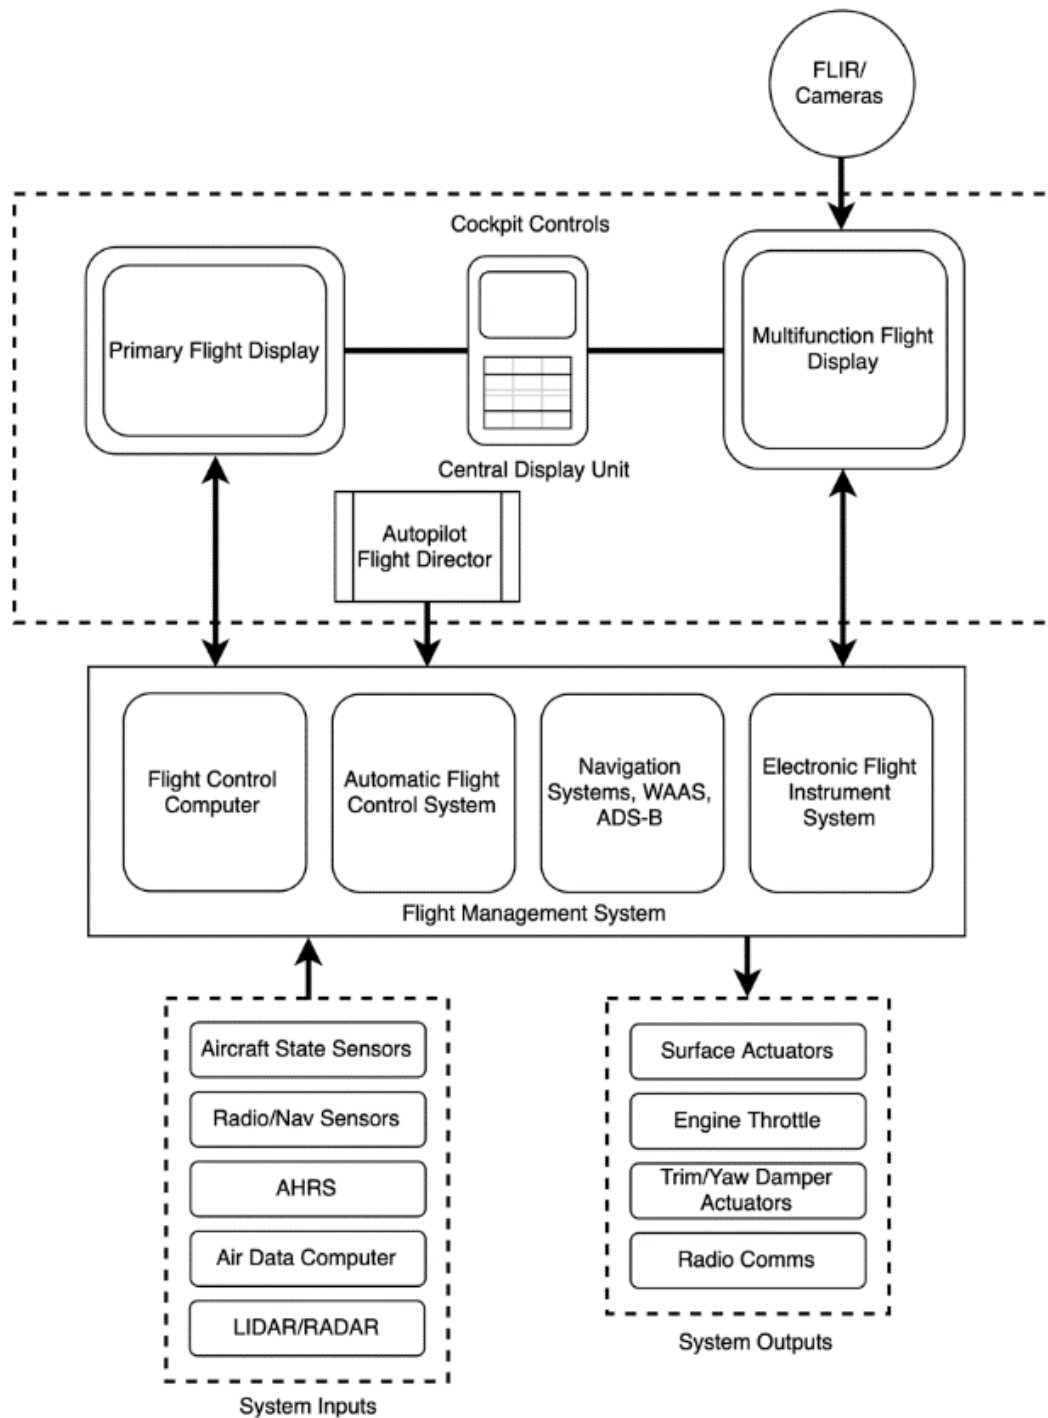 FLIR/
Cameras
Cockpit Controls
Primary Flight Display
Multifunction Flight
Display
Central Display Unit
Autopilot
Flight Director
Flight Control
Computer
Automatic Flight
Control System
Navigation
Systems, WAAS,
ADS-B
Electronic Flight
Instrument
System
Flight Management System
Aircraft State Sensors
Radio/Nav Sensors
AHRS
Air Data Computer
LIDAR/RADAR
System Inputs
Surface Actuators
Engine Throttle
Trim/Yaw Damper
Actuators
Radio Comms
System Outputs